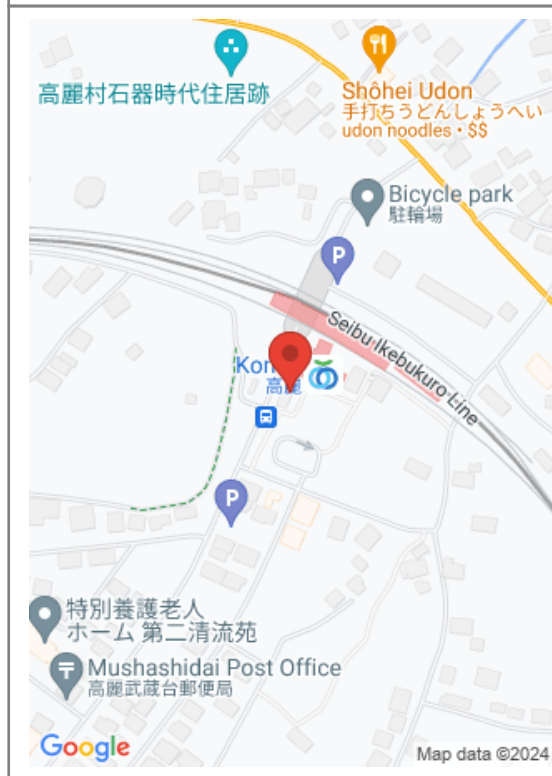 高麗村石器時代住居跡
Shôhei Udon
手打ちうどんしょうへい
udon noodles • $$
Bicycle park
駐輪場
P
Seibu Ikebukuro Line
高麗
P
特別養護老人
ホーム 第二清流苑
Mushashidai Post Office
高麗武蔵台郵便局
Google
Map data ©2024